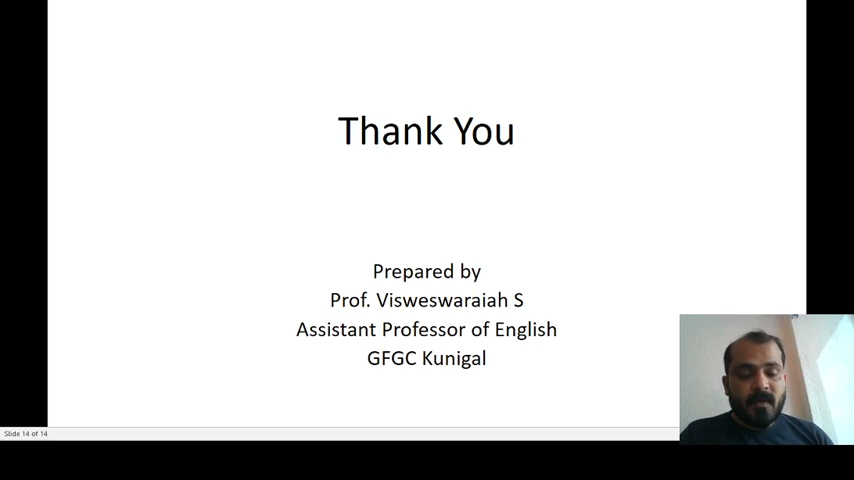 Thank You
Prepared by
Prof. Visweswaraiah S
Assistant Professor of English
GFGC Kunigal
Slide 14 of 14